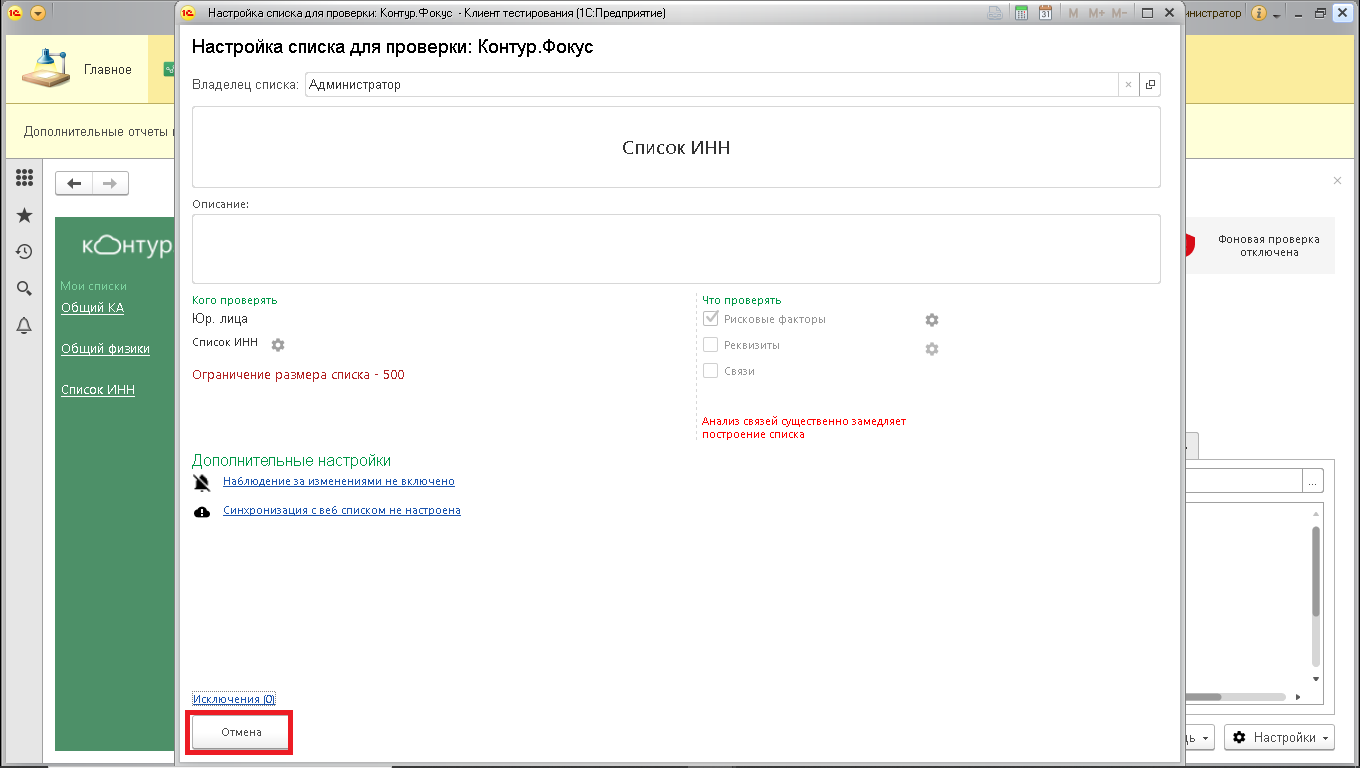 Настройка списка для проверки: Контур.Фокус - Клиент тестирования (1С:Предприятие)
M M+ M-
Главное
Дополнительные отчеты
контур
Мои списки
Общий КА
Общий физики
Список ИНН
Настройка списка для проверки: Контур.Фокус
Владелец списка: Администратор
Список ИНН
Описание:
Кого проверять
Юр. лица
Список ИНН
Ограничение размера списка - 500
Что проверять
Рисковые факторы
Реквизиты
Связи
Анализ связей существенно замедляет
построение списка
Дополнительные настройки
Наблюдение за изменениями не включено
Синхронизация с веб списком не настроена
Исключения (0)
Отмена
Фоновая проверка
отключена
...
Настройки